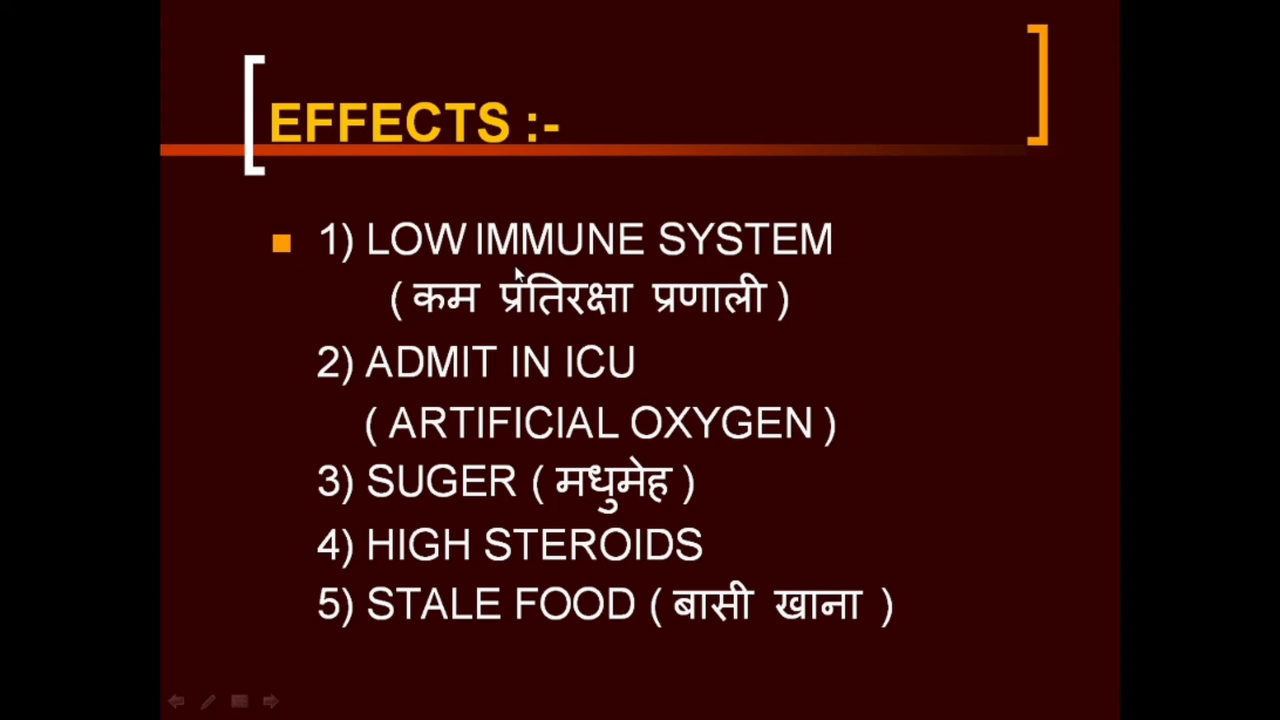 EFFECTS :-
1) LOW IMMUNE SYSTEM
( कम प्रतिरक्षा प्रणाली )
2) ADMIT IN ICU
( ARTIFICIAL OXYGEN )
3) SUGER ( मधुमेह )
4) HIGH STEROIDS
5) STALE FOOD ( बासी खाना )